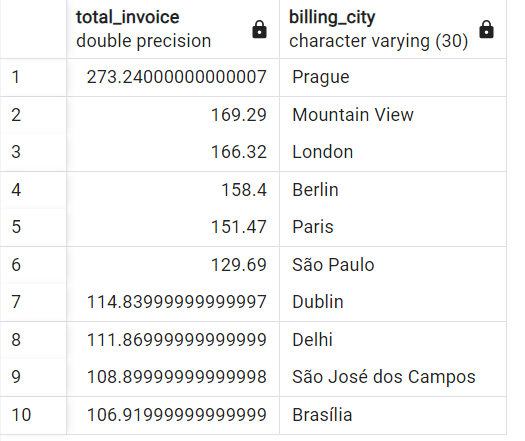 total_invoice billing_city
double precision character varying (30)
1 273.24000000000007 Prague
2 169.29 Mountain View
3 166.32 London
4 158.4 Berlin
5 151.47 Paris
6 129.69 São Paulo
7 114.83999999999997 Dublin
8 111.86999999999999 Delhi
9 108.89999999999998 São José dos Campos
10 106.91999999999999 Brasília